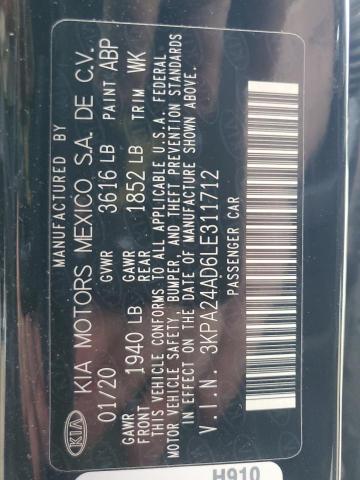 MANUFACTURED BY
KIA KIA MOTORS MEXICO S.A. DE C.V.
01/20 GVWR 3616 LB PAINT ABP
GAWR FRONT 1940 LB GAWR REAR 1852 LB TRIM WK
THIS VEHICLE CONFORMS TO ALL APPLICABLE U.S.A. FEDERAL
MOTOR VEHICLE SAFETY, BUMPER, AND THEFT PREVENTION STANDARDS
IN EFFECT ON THE DATE OF MANUFACTURE SHOWN ABOVE.
V.I.N. 3KPA24AD6LE311712
PASSENGER CAR
H910